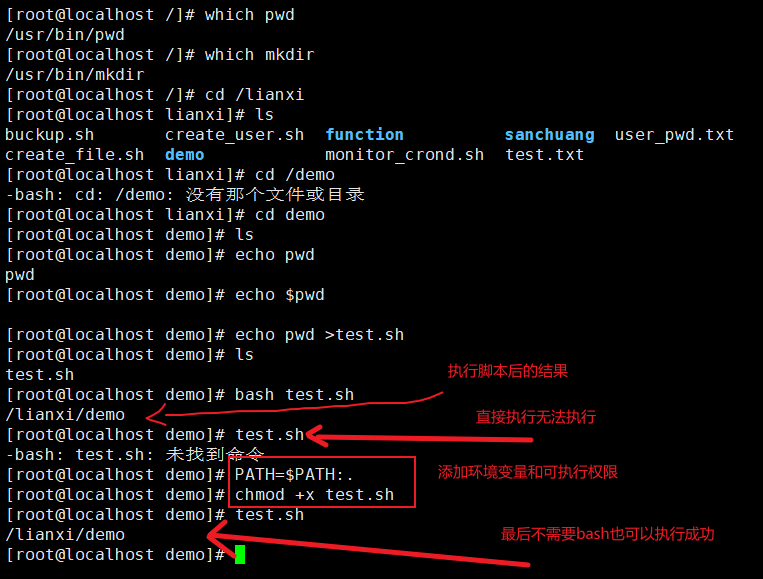 [root@localhost /]# which pwd
/usr/bin/pwd
[root@localhost /]# which mkdir
/usr/bin/mkdir
[root@localhost /]# cd /lianxi
[root@localhost lianxi]# ls
buckup.sh       create_user.sh  function          sanchuang  user_pwd.txt
create_file.sh  demo            monitor_crond.sh  test.txt
[root@localhost lianxi]# cd /demo
-bash: cd: /demo: 没有那个文件或目录
[root@localhost lianxi]# cd demo
[root@localhost demo]# ls
[root@localhost demo]# echo pwd
pwd
[root@localhost demo]# echo $pwd
[root@localhost demo]# echo pwd >test.sh
[root@localhost demo]# ls
test.sh
执行脚本后的结果
[root@localhost demo]# bash test.sh
/lianxi/demo
直接执行无法执行
[root@localhost demo]# test.sh
-bash: test.sh: 未找到命令
[root@localhost demo]# PATH=$PATH:.
添加环境变量和可执行权限
[root@localhost demo]# chmod +x test.sh
[root@localhost demo]# test.sh
/lianxi/demo
最后不需要bash也可以执行成功
[root@localhost demo]#